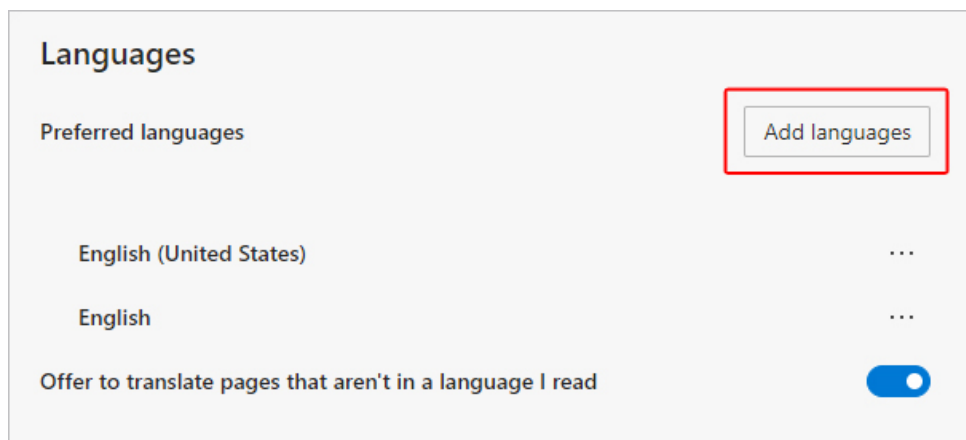 Languages
Preferred languages
Add languages
English (United States)
...
English
...
Offer to translate pages that aren't in a language I read